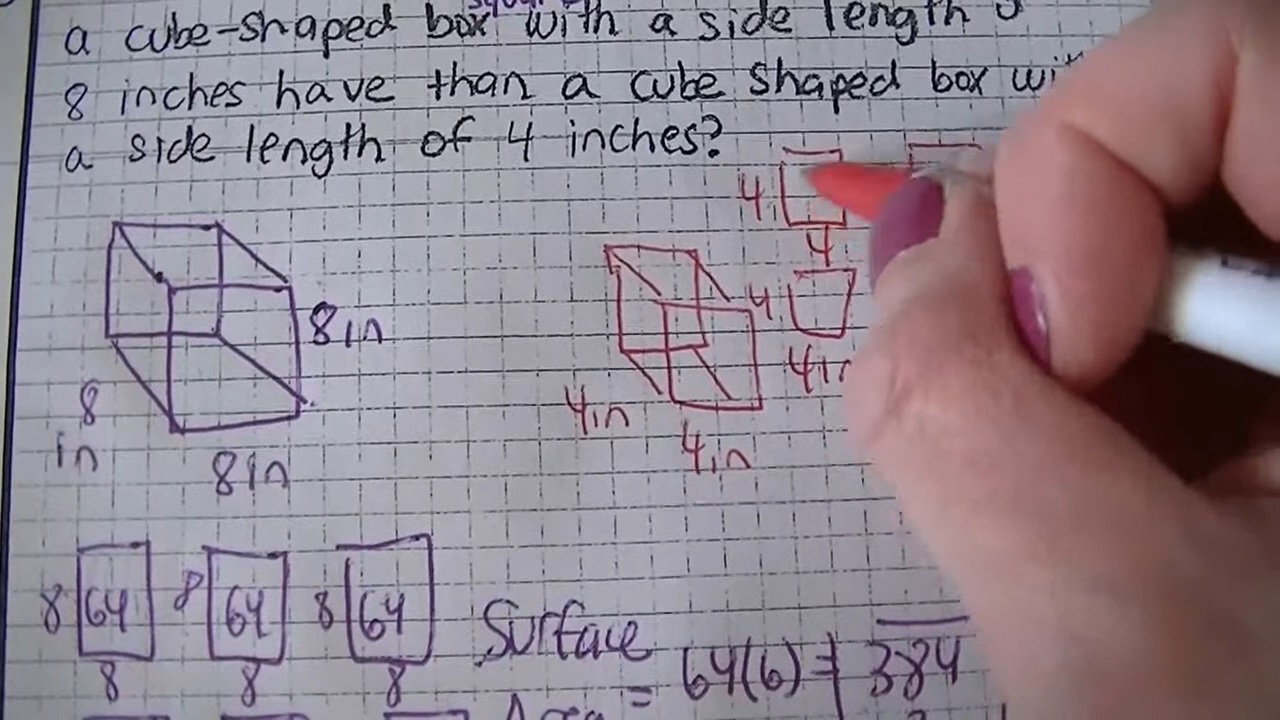 a cube-shaped box with a side length
8 inches have than a cube shaped box
a side length of 4 inches?
4
4
8in
4
4in
8
in
8in
4in
4in
8 64 8 64 8 64
8 8 8
Surface
Area = 64(6) = 384